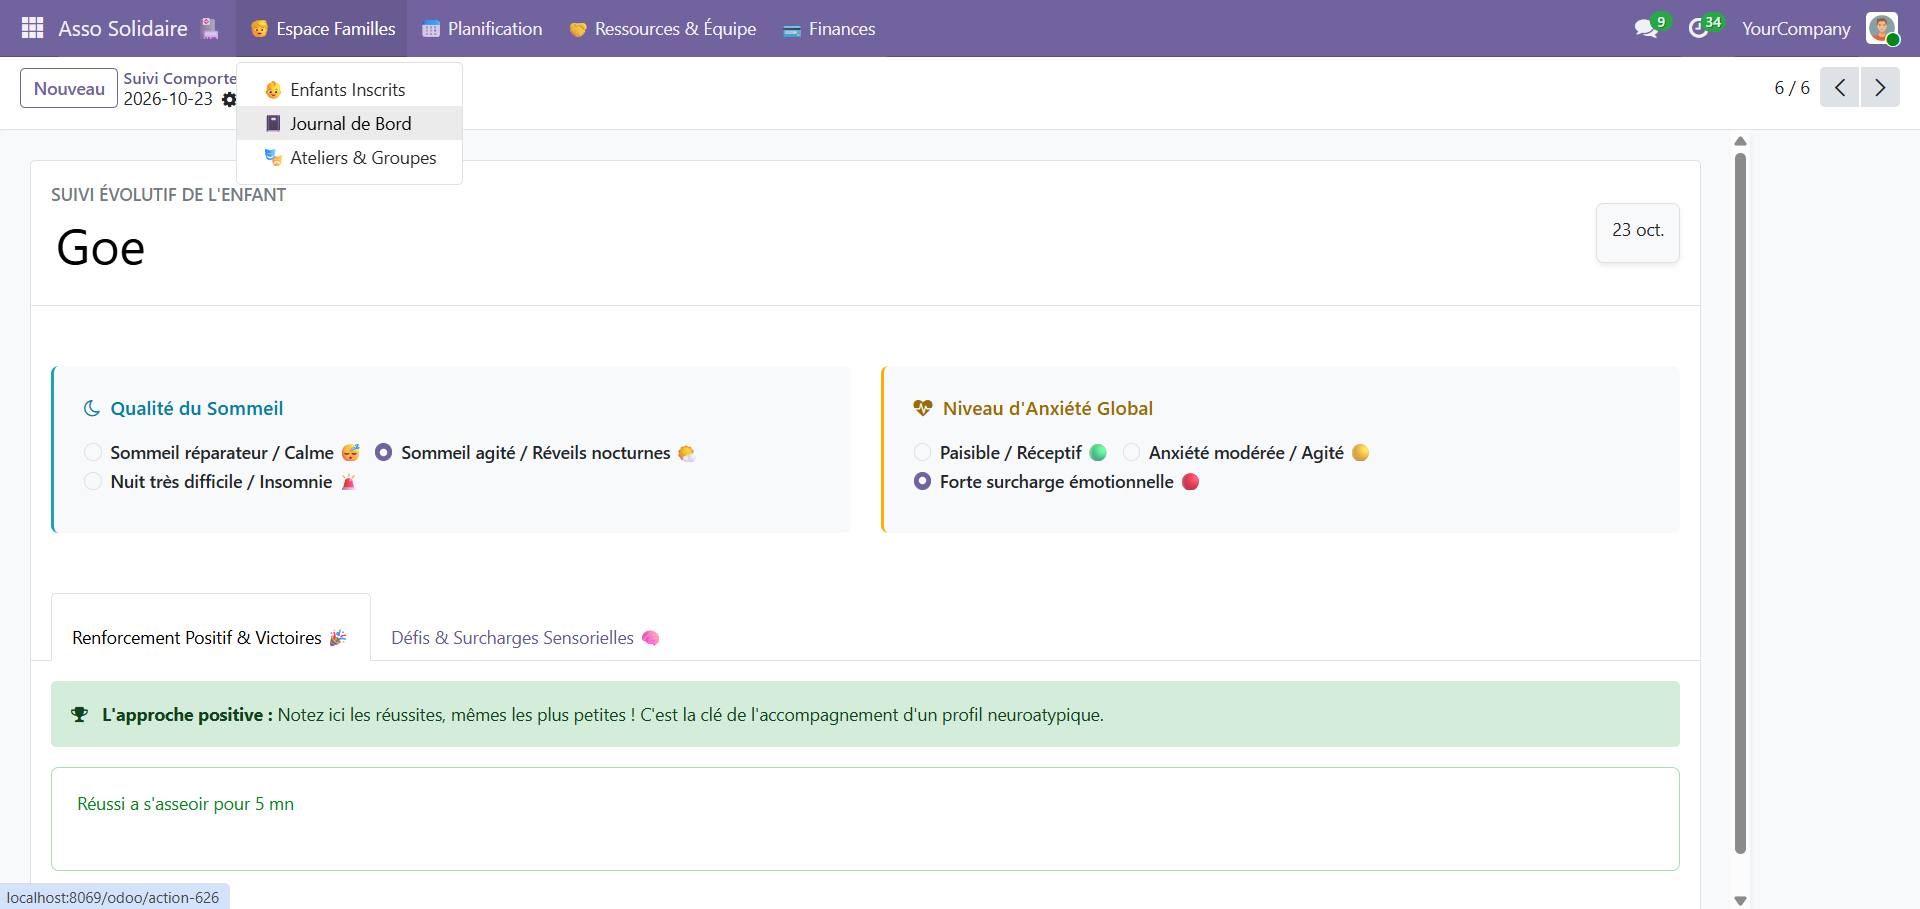 Asso Solidaire
Espace Familles
Planification
Ressources & Équipe
Finances
9
34
YourCompany
Nouveau
Suivi Comporte
2026-10-23
6 / 6
Enfants Inscrits
Journal de Bord
Ateliers & Groupes
SUIVI ÉVOLUTIF DE L'ENFANT
Goe
23 oct.
Qualité du Sommeil
Sommeil réparateur / Calme
Sommeil agité / Réveils nocturnes
Nuit très difficile / Insomnie
Niveau d'Anxiété Global
Paisible / Réceptif
Anxiété modérée / Agité
Forte surcharge émotionnelle
Renforcement Positif & Victoires
Défis & Surcharges Sensorielles
L'approche positive : Notez ici les réussites, mêmes les plus petites ! C'est la clé de l'accompagnement d'un profil neuroatypique.
Réussi a s'asseoir pour 5 mn
localhost:8069/odoo/action-626